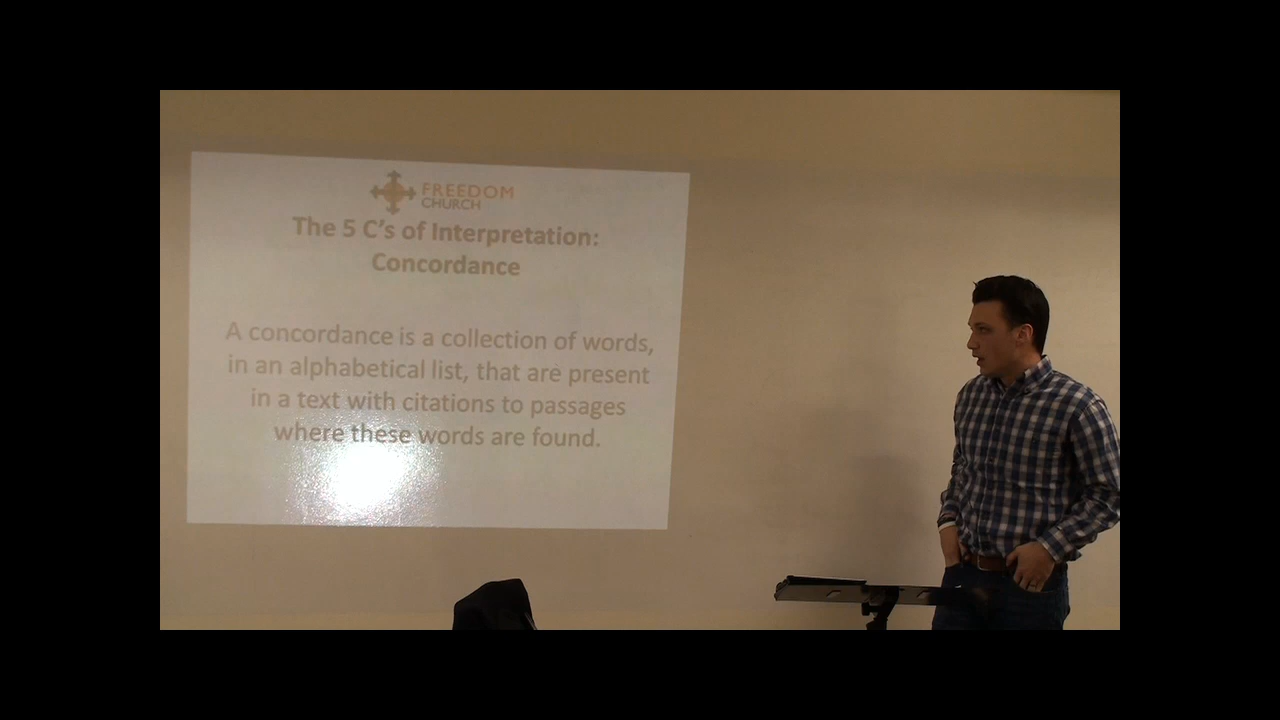 FREEDOM
CHURCH
The 5 C's of Interpretation:
Concordance
A concordance is a collection of words,
in an alphabetical list, that are present
in a text with citations to passages
where these words are found.